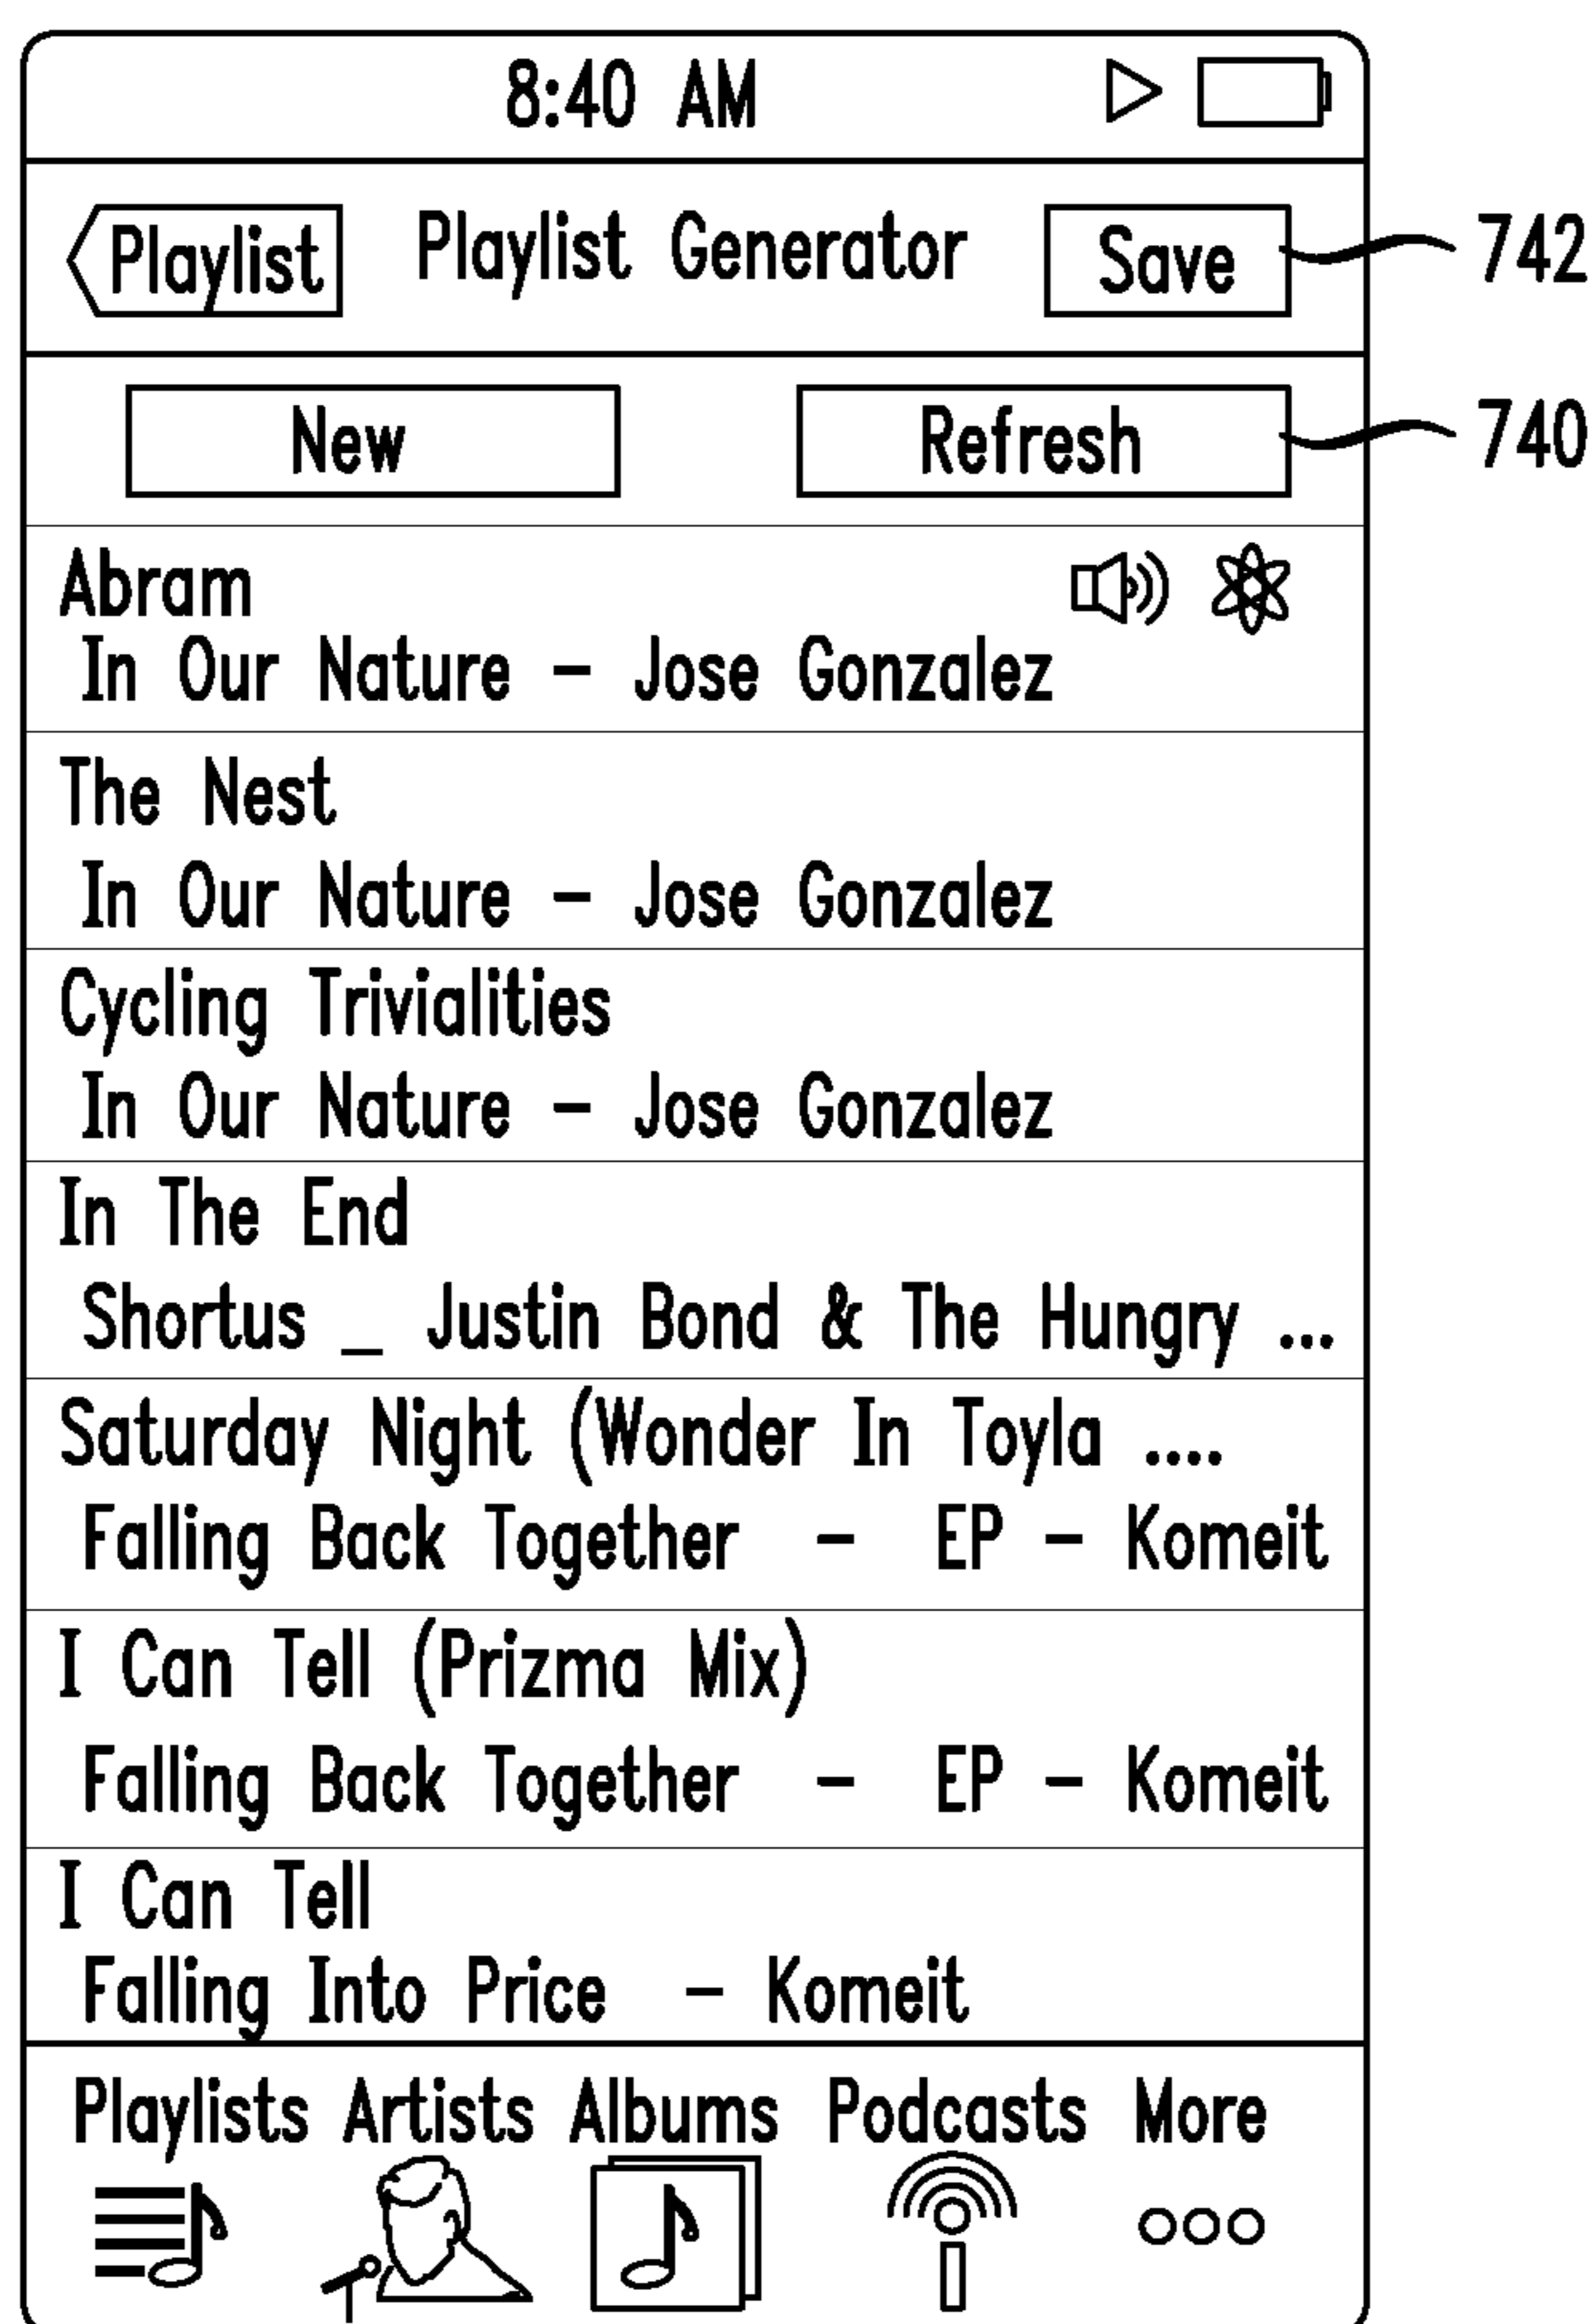 8:40 AM
Playlist Playlist Generator Save 742
New Refresh 740
Abram
In Our Nature – Jose Gonzalez
The Nest
In Our Nature – Jose Gonzalez
Cycling Trivialities
In Our Nature – Jose Gonzalez
In The End
Shortus _ Justin Bond & The Hungry ...
Saturday Night (Wonder In Toyla ....
Falling Back Together – EP – Komeit
I Can Tell (Prizma Mix)
Falling Back Together – EP – Komeit
I Can Tell
Falling Into Price – Komeit
Playlists Artists Albums Podcasts More